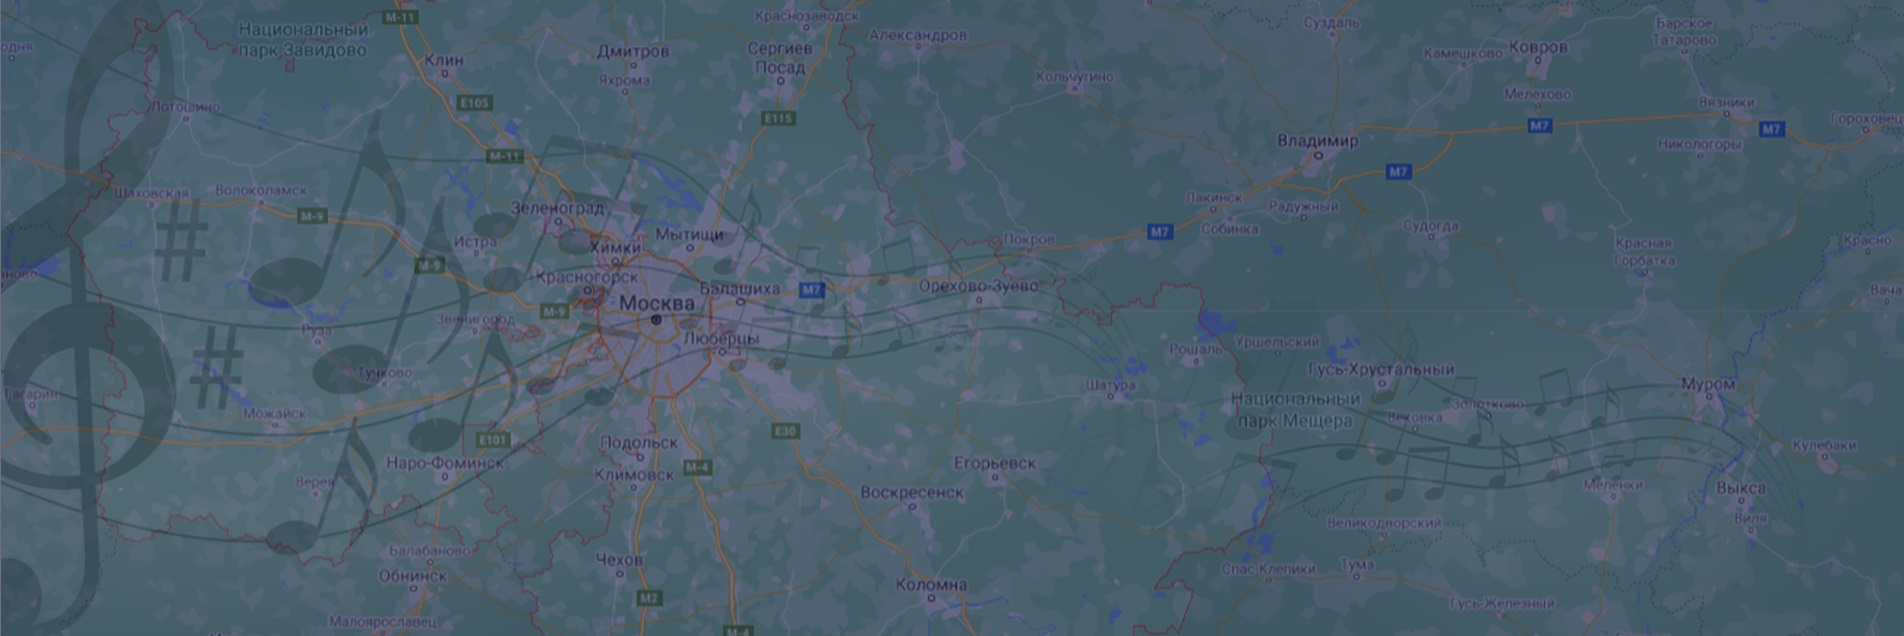 M-11
Национальный
парк Завидово
Клин
Дмитров
Яхрома
Краснозаводск
Сергиев
Посад
Александров
Кольчугино
Суздаль
Камешково
Ковров
Барское
Татарово
Мелехово
Вязники
M7
M7
Гороховец
Никологоры
одня
Лотошино
E105
E115
M-11
Владимир
M7
Шаховская
Волоколамск
M-9
Зеленоград
Истра
Химки
Мытищи
Лакинск
Радужный
M7
Собинка
Судогда
Покров
Красная
Горбатка
Красно
M-9
Красногорск
Балашиха
M7
Орехово-Зуево
Вача
Москва
M-9
Звенигород
Руза
Люберцы
Рошаль
Уршельский
Гусь-Хрустальный
Тучково
Шатура
Муром
Гагарин
Можайск
Национальный
парк Мещера
Вековка
Золотково
E101
E30
Подольск
Кулебаки
Наро-Фоминск
M-4
Климовск
Егорьевск
Верея
Воскресенск
Меленки
Выкса
Великодворский
Виля
Балабаново
Обнинск
Чехов
Коломна
Спас-Клепики
Тума
M2
Гусь-Железный
Малоярославец
M-4